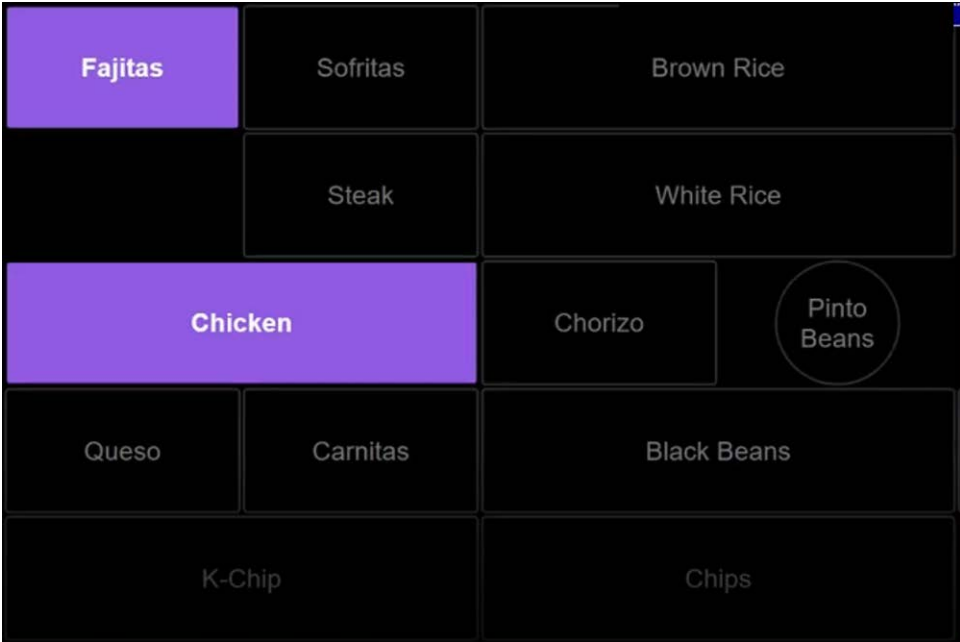 Fajitas
Sofritas
Brown Rice
Steak
White Rice
Chicken
Chorizo
Pinto
Beans
Queso
Carnitas
Black Beans
K-Chip
Chips